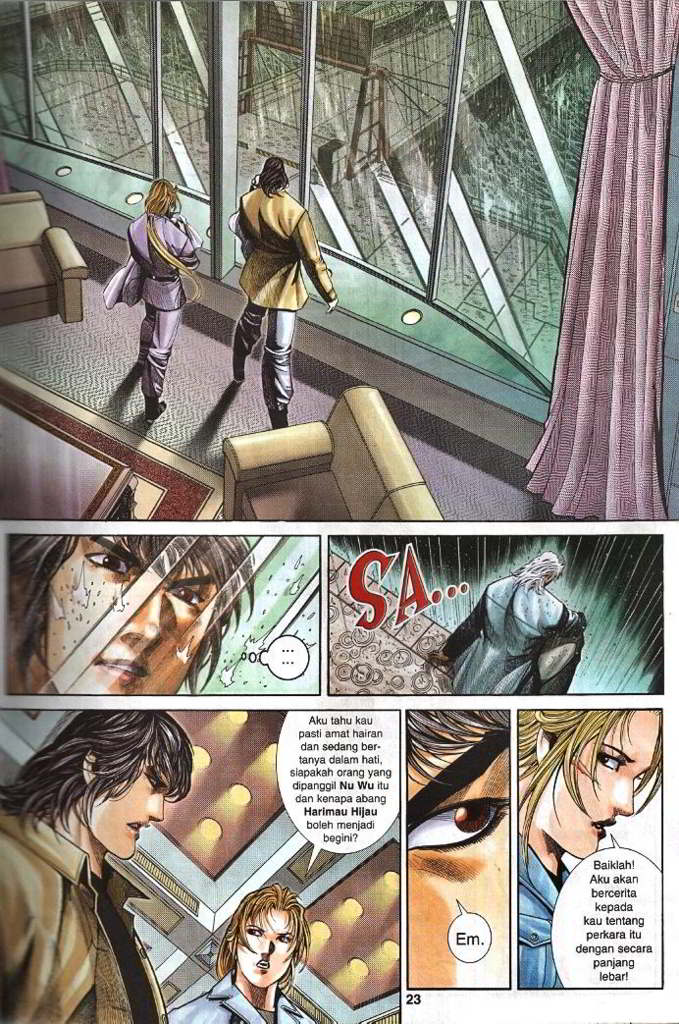 ...
SA...
Aku tahu kau
pasti amat hairan
dan sedang ber-
tanya dalam hati,
siapakah orang yang
dipanggil Nu Wu itu
dan kenapa abang
Harimau Hijau
boleh menjadi
begini?
Em.
Baiklah!
Aku akan
bercerita
kepada
kau tentang
perkara itu
dengan secara
panjang
lebar!
23